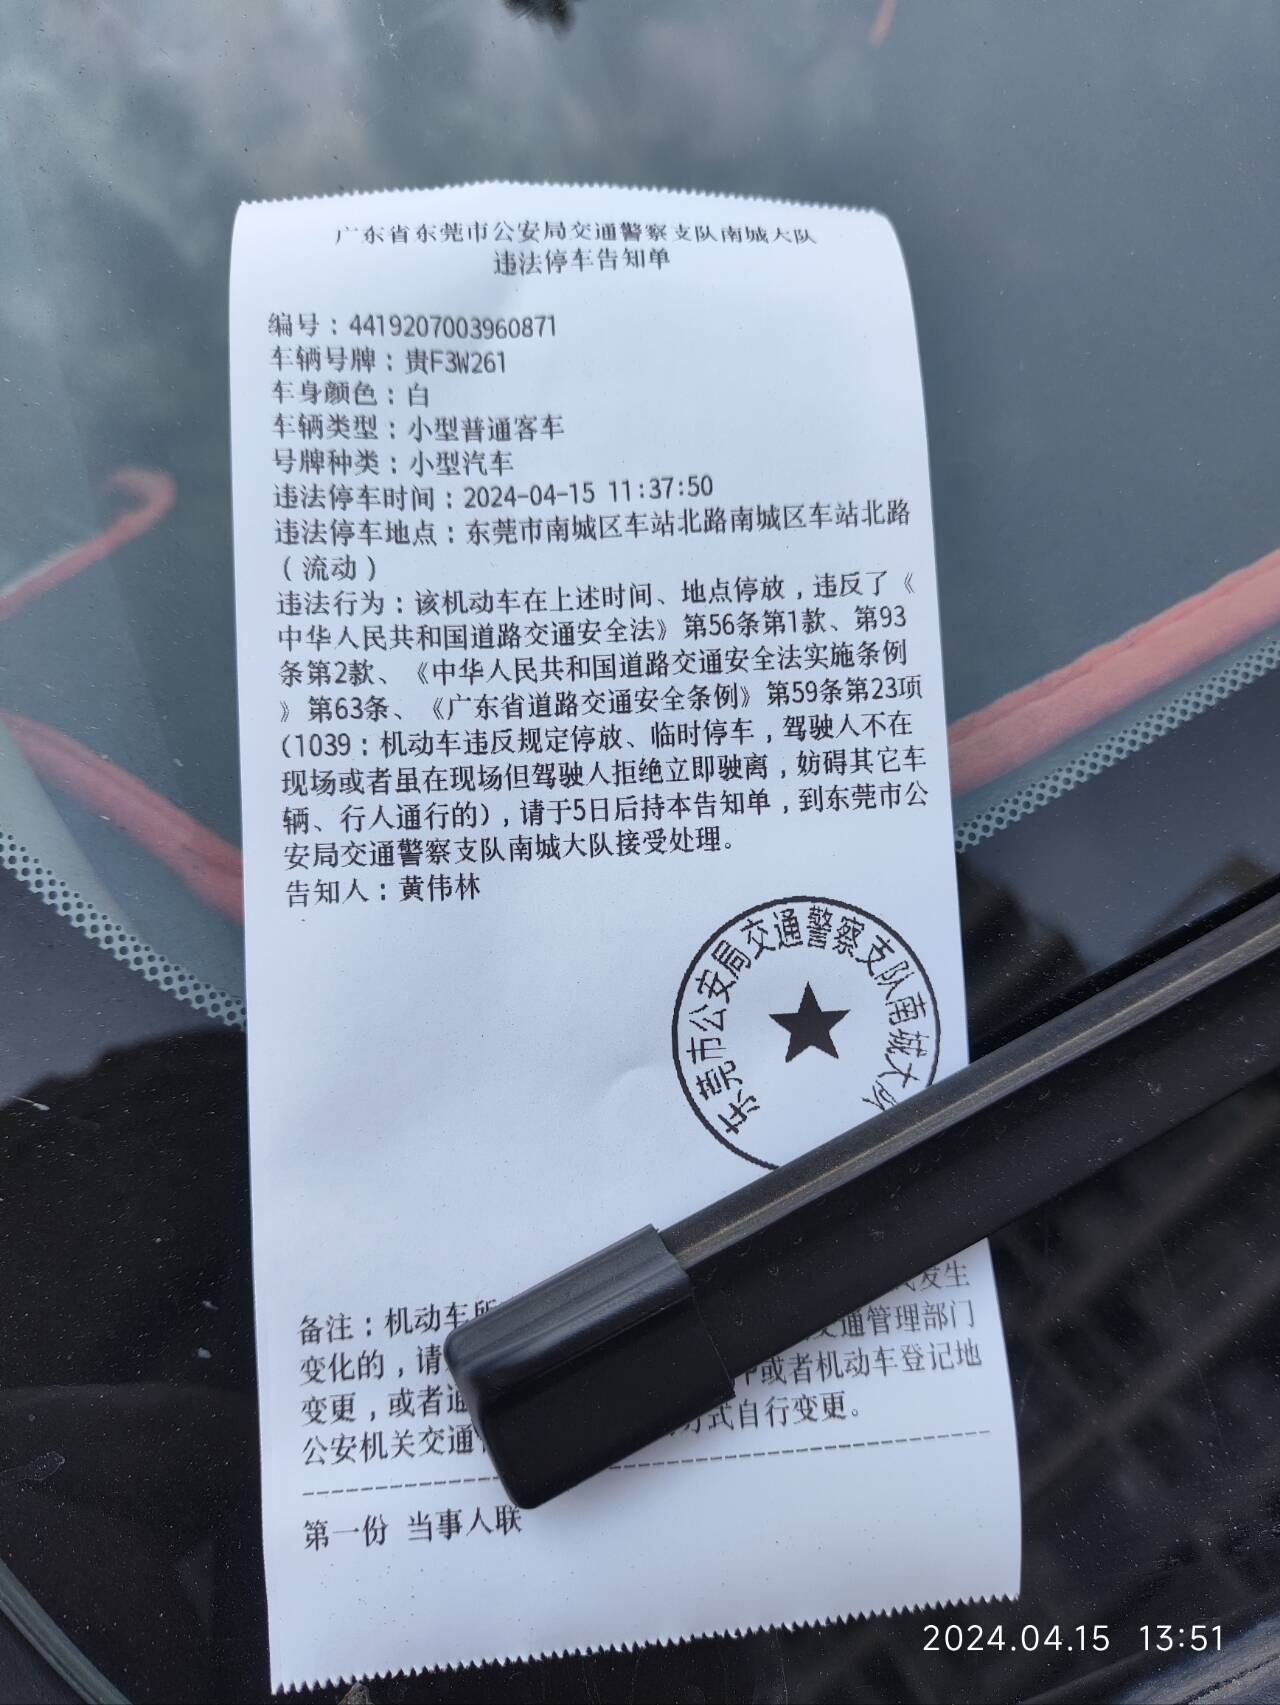 广东省东莞市公安局交通警察支队南城大队
违法停车告知单
编号：4419207003960871
车辆号牌：贵F3W261
车身颜色：白
车辆类型：小型普通客车
号牌种类：小型汽车
违法停车时间：2024-04-15 11:37:50
违法停车地点：东莞市南城区车站北路南城区车站北路
（流动）
违法行为：该机动车在上述时间、地点停放，违反了《
中华人民共和国道路交通安全法》第56条第1款、第93
条第2款、《中华人民共和国道路交通安全法实施条例
》第63条、《广东省道路交通安全条例》第59条第23项
(1039：机动车违反规定停放、临时停车，驾驶人不在
现场或者虽在现场但驾驶人拒绝立即驶离，妨碍其它车
辆、行人通行的)，请于5日后持本告知单，到东莞市公
安局交通警察支队南城大队接受处理。
告知人：黄伟林
东莞市公安局交通警察支队南城大队
备注：机动车所 发生
变化的，请 交通管理部门
变更，或者通 或者机动车登记地
公安机关交通 方式自行变更。
第一份 当事人联
2024.04.15 13:51